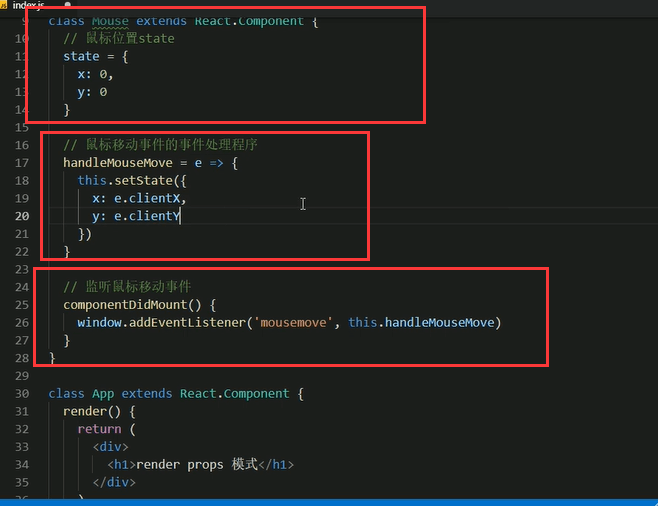 JS index.js
9 class Mouse extends React.Component {
10 // 鼠标位置state
11 state = {
12 x: 0,
13 y: 0
14 }
15
16 // 鼠标移动事件的事件处理程序
17 handleMouseMove = e => {
18 this.setState({
19 x: e.clientX,
20 y: e.clientY
21 })
22 }
23
24 // 监听鼠标移动事件
25 componentDidMount() {
26 window.addEventListener('mousemove', this.handleMouseMove)
27 }
28 }
29
30 class App extends React.Component {
31 render() {
32 return (
33 <div>
34 <h1>render props 模式</h1>
35 </div>
36 )